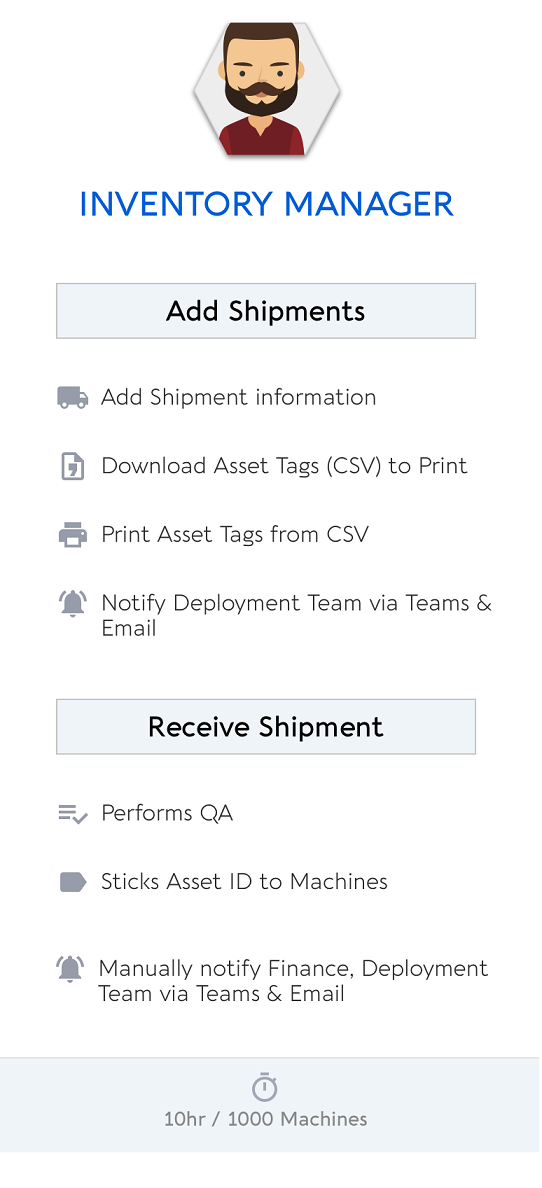 INVENTORY MANAGER
Add Shipments
Add Shipment information
Download Asset Tags (CSV) to Print
Print Asset Tags from CSV
Notify Deployment Team via Teams &
Email
Receive Shipment
Performs QA
Sticks Asset ID to Machines
Manually notify Finance, Deployment
Team via Teams & Email
10hr / 1000 Machines